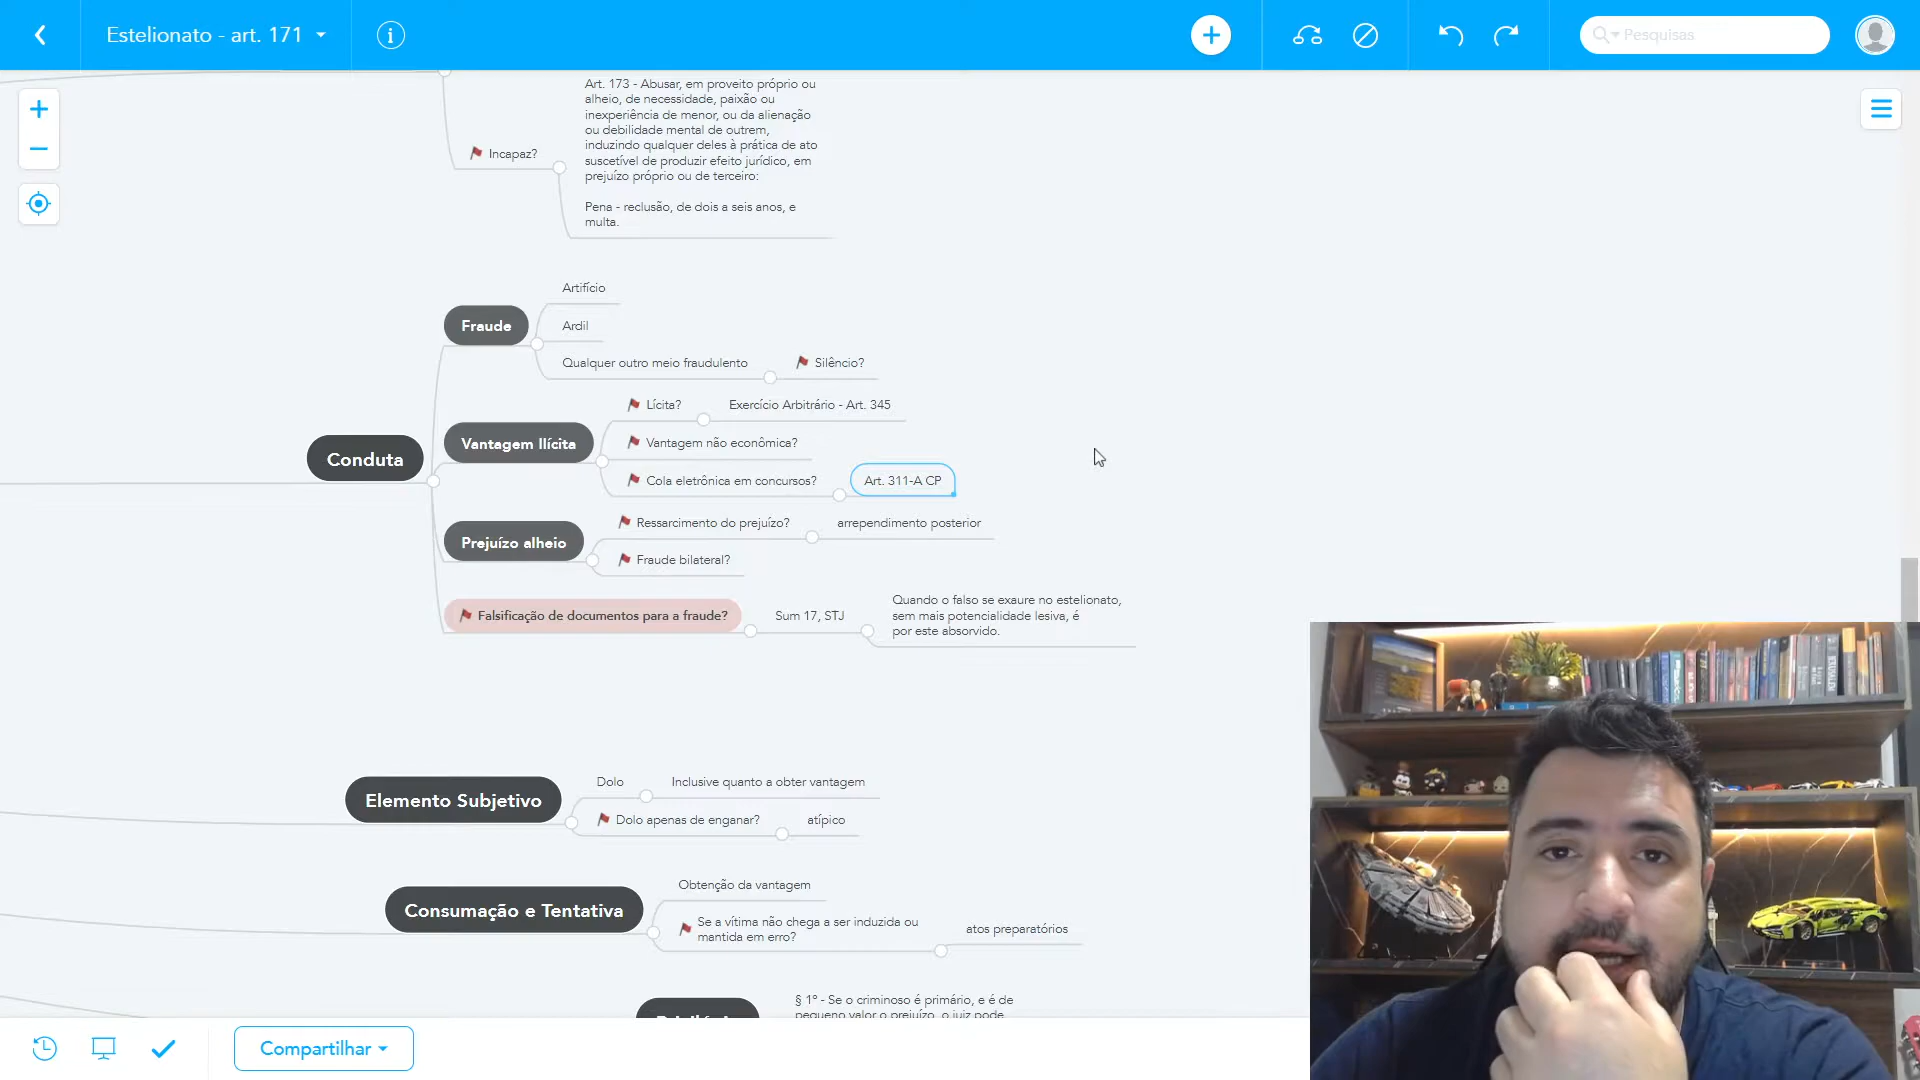 Estelionato - art. 171
Pesquisas
Art. 173 - Abusar, em proveito próprio ou
alheio, de necessidade, paixão ou
inexperiência de menor, ou da alienação
ou debilidade mental de outrem,
induzindo qualquer deles à prática de ato
suscetível de produzir efeito jurídico, em
prejuízo próprio ou de terceiro:
Pena - reclusão, de dois a seis anos, e
multa.
Incapaz?
Conduta
Fraude
Artifício
Ardil
Qualquer outro meio fraudulento
Silêncio?
Vantagem Ilícita
Lícita?
Exercício Arbitrário - Art. 345
Vantagem não econômica?
Cola eletrônica em concursos?
Art. 311-A CP
Prejuízo alheio
Ressarcimento do prejuízo?
arrependimento posterior
Fraude bilateral?
Falsificação de documentos para a fraude?
Sum 17, STJ
Quando o falso se exaure no estelionato,
sem mais potencialidade lesiva, é
por este absorvido.
Elemento Subjetivo
Dolo
Inclusive quanto a obter vantagem
Dolo apenas de enganar?
atípico
Consumação e Tentativa
Obtenção da vantagem
Se a vítima não chega a ser induzida ou
mantida em erro?
atos preparatórios
§ 1º - Se o criminoso é primário, e é de
pequeno valor o prejuízo, o juiz pode
Compartilhar